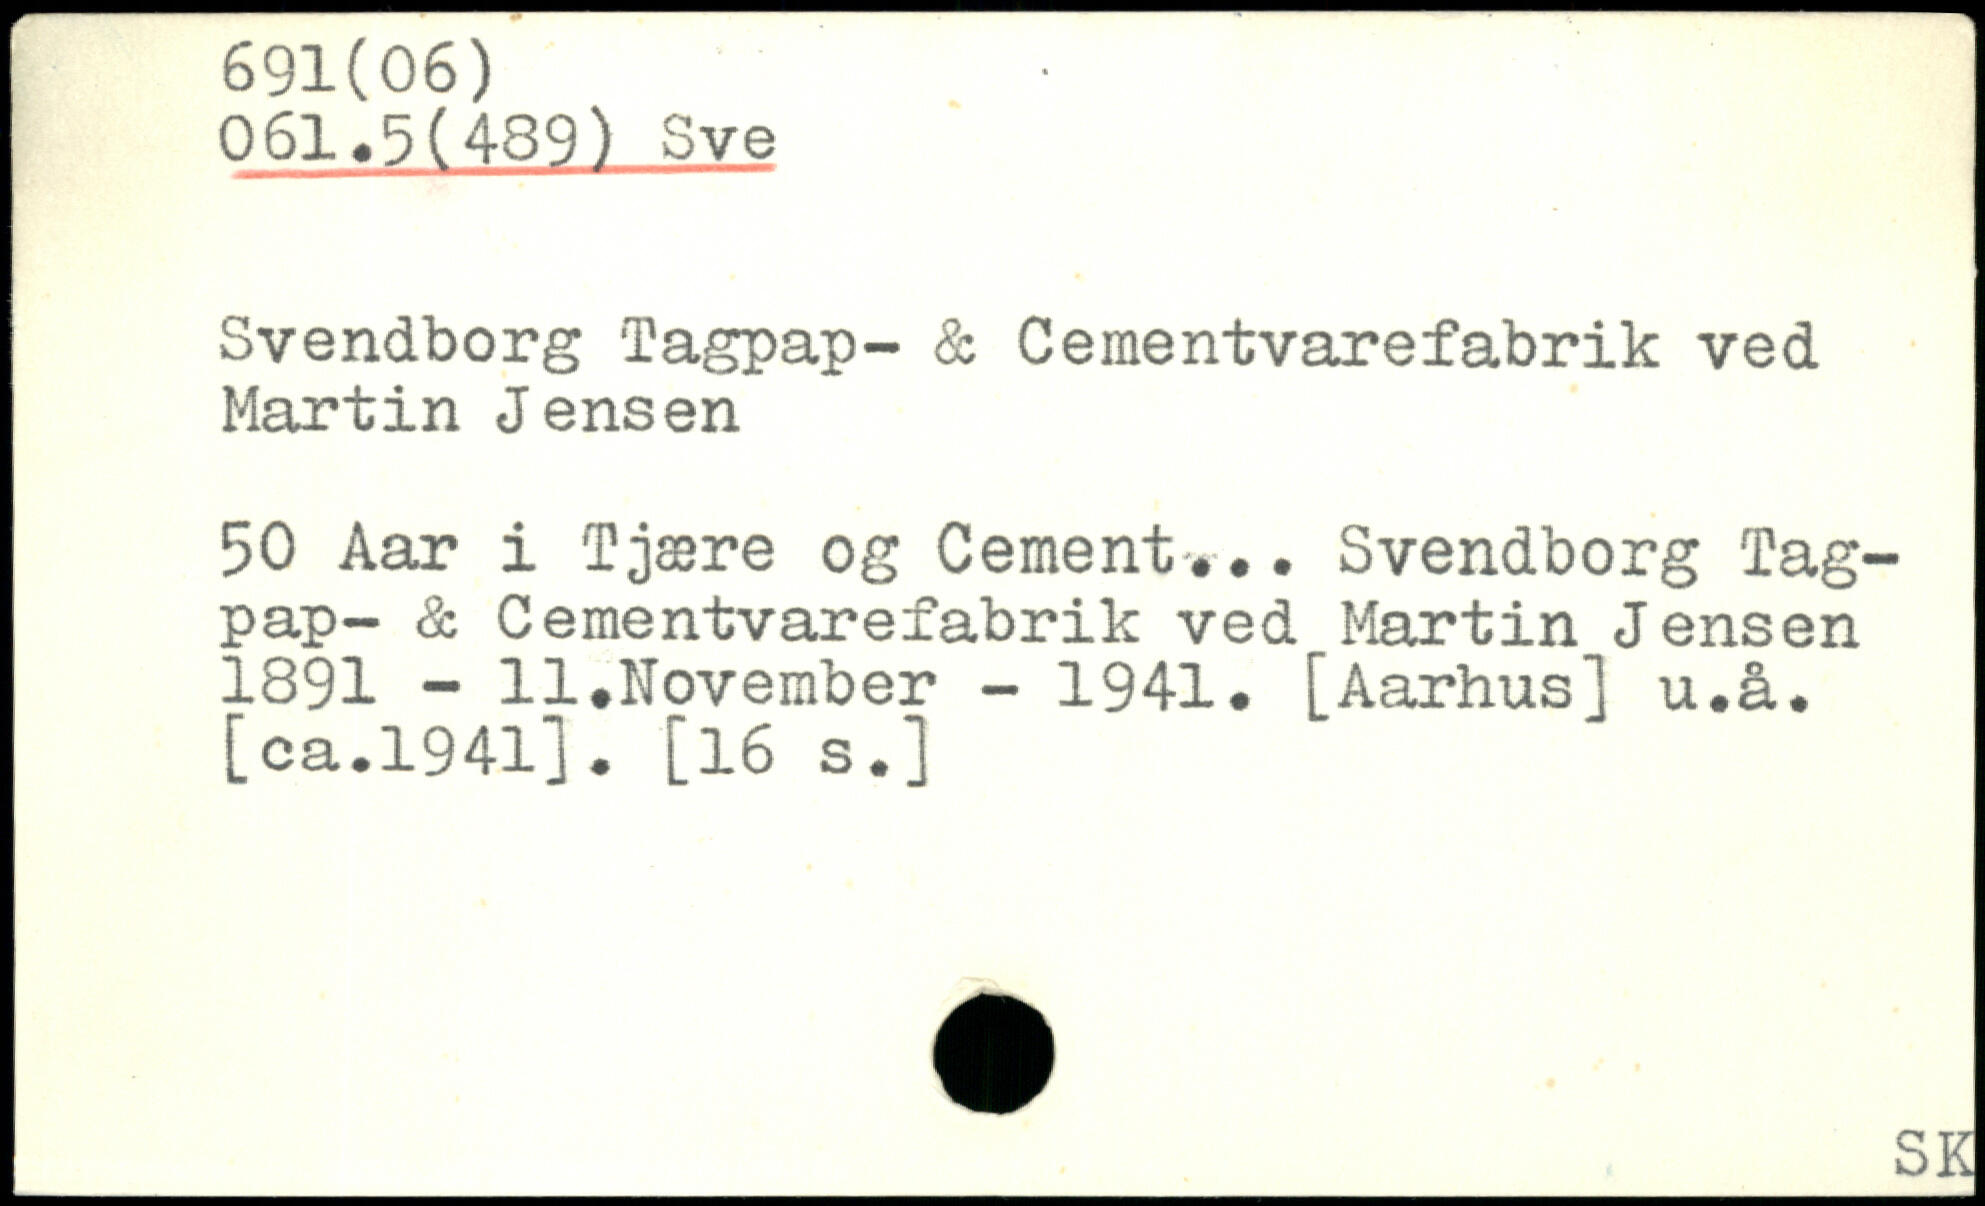 691(06)
061.5(489) Sve
Svendborg Tagpap- & Cementvarefabrik ved
Martin Jensen
50 Aar i Tjære og Cement... Svendborg Tag-
pap- & Cementvarefabrik ved Martin Jensen
1891 - 11.November - 1941. [Aarhus] u.å.
[ca.1941]. [16 s.]
SK